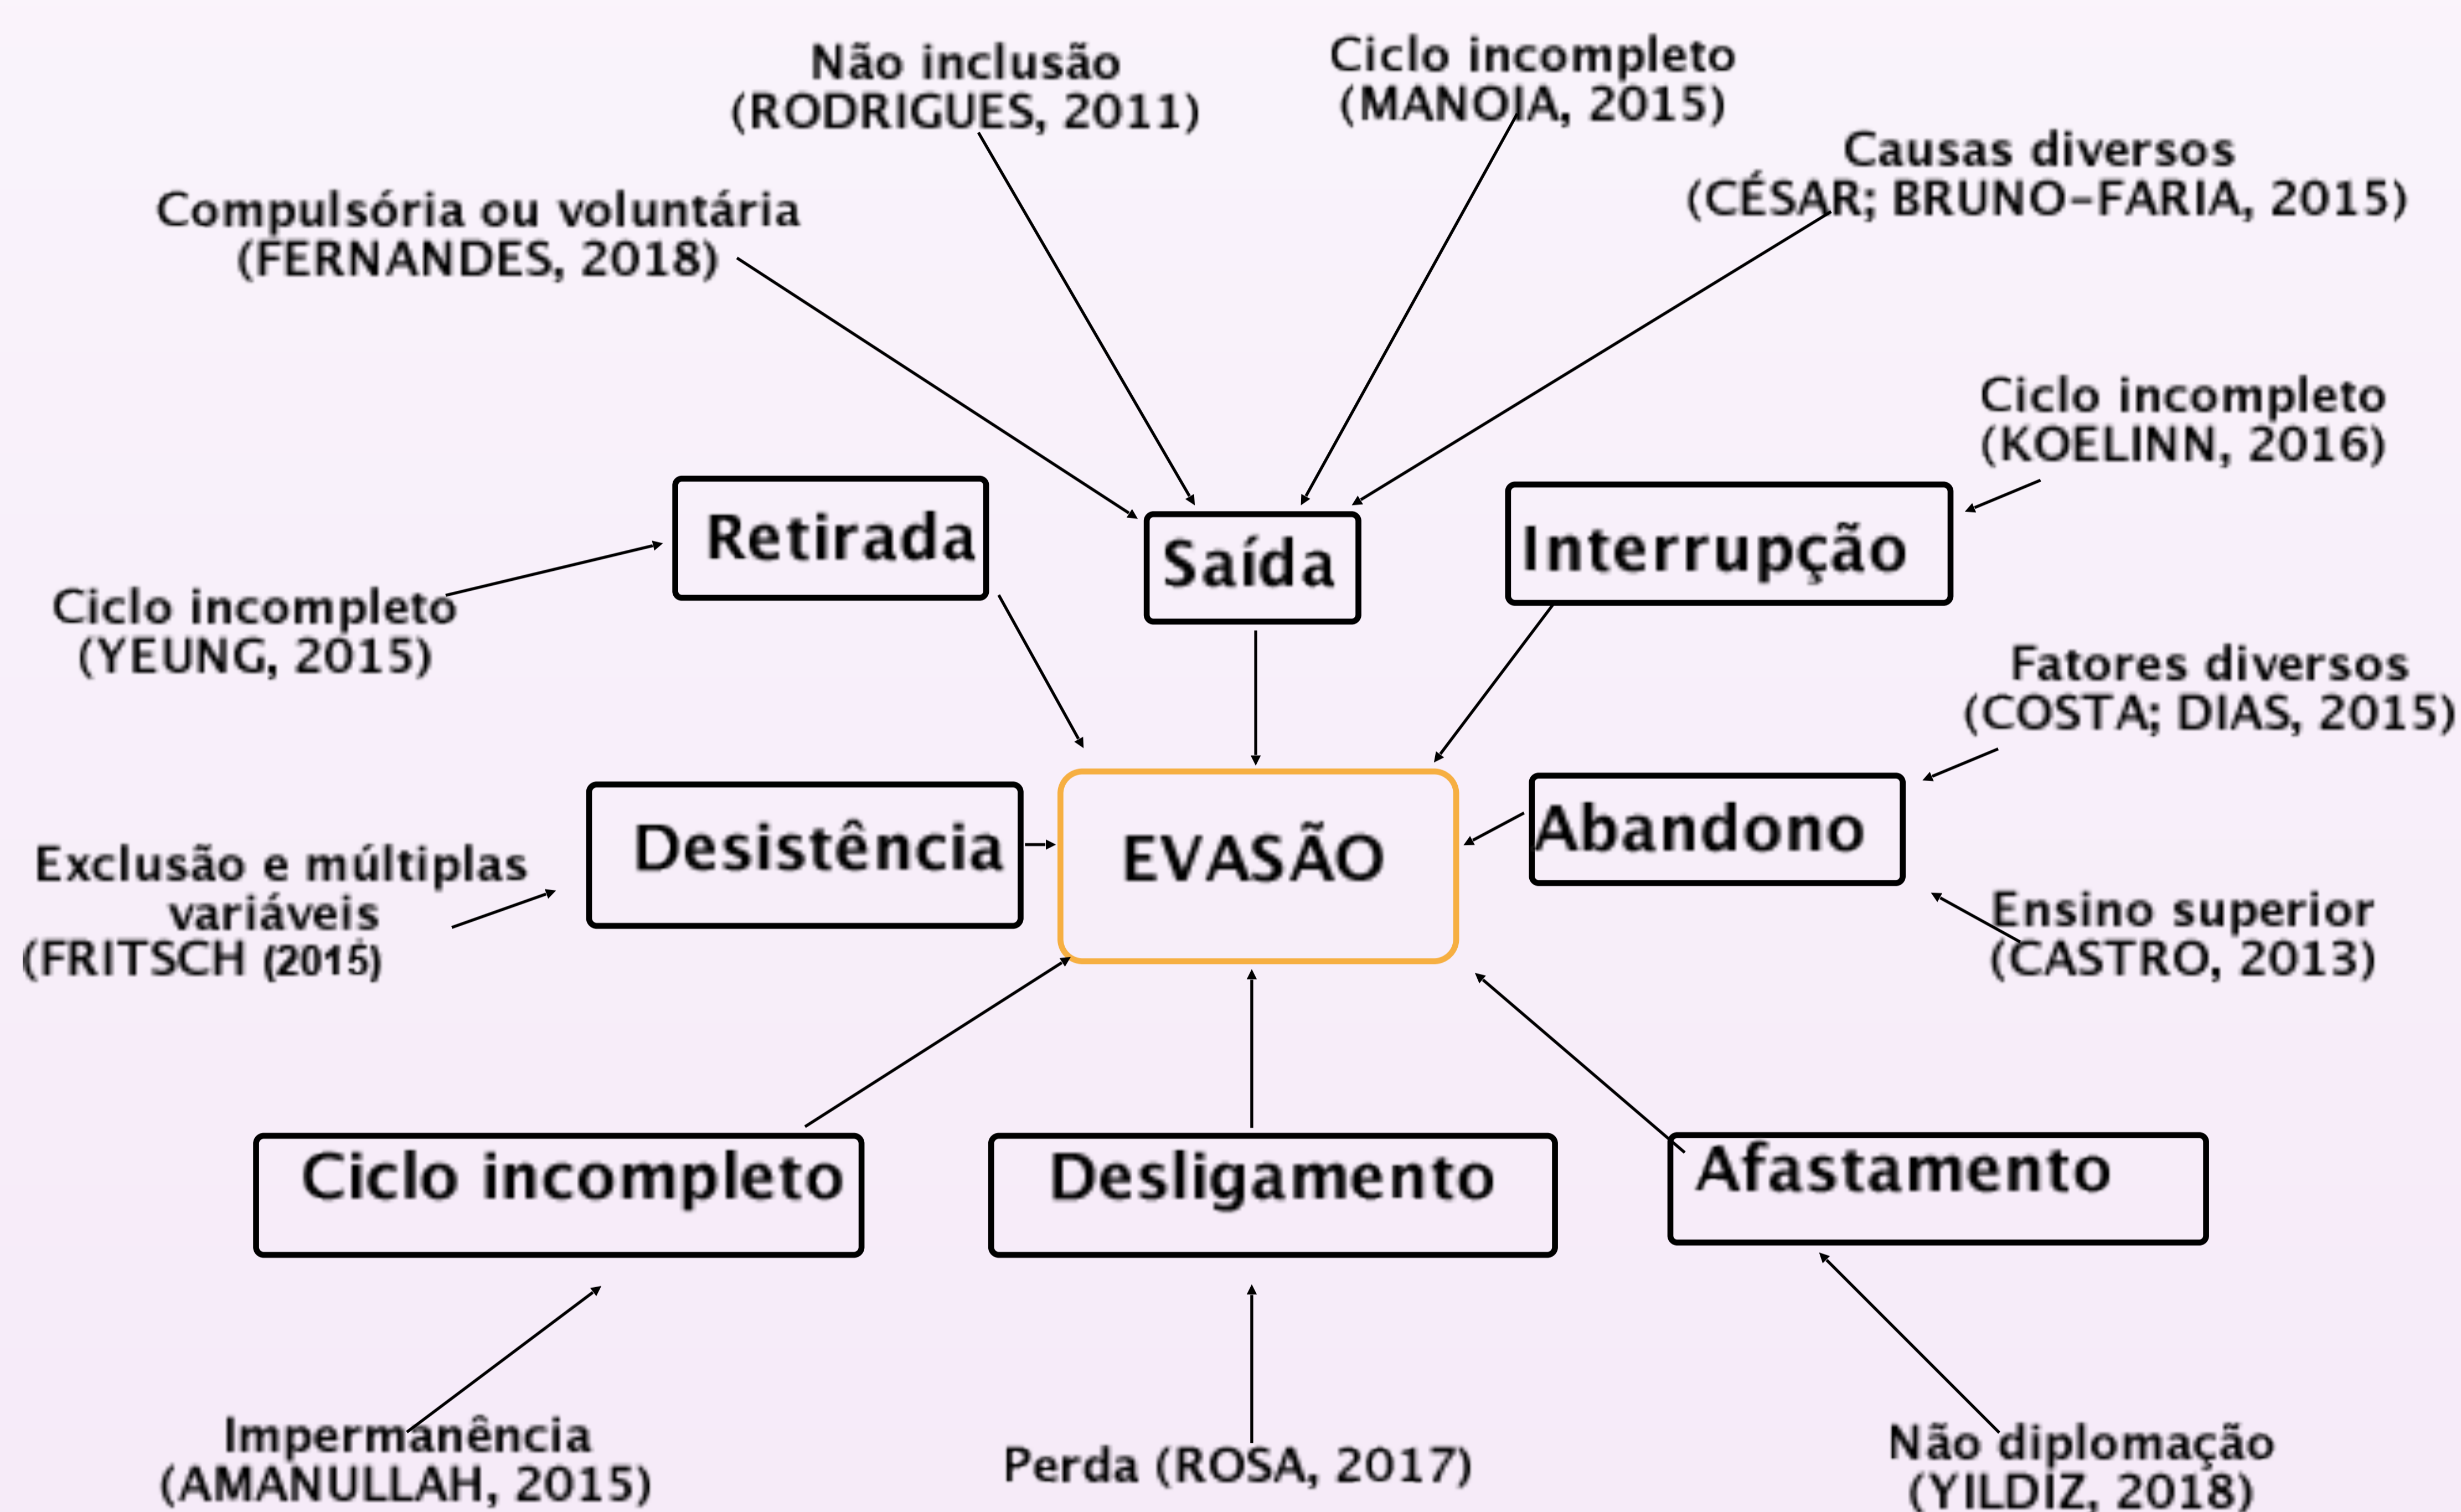 Não inclusão
(RODRIGUES, 2011)
Ciclo incompleto
(MANOIA, 2015)
Causas diversos
(CÉSAR; BRUNO-FARIA, 2015)
Compulsória ou voluntária
(FERNANDES, 2018)
Ciclo incompleto
(KOELINN, 2016)
Retirada
Saída
Interrupção
Ciclo incompleto
(YEUNG, 2015)
Fatores diversos
(COSTA; DIAS, 2015)
Desistência
EVASÃO
Abandono
Exclusão e múltiplas
variáveis
(FRITSCH (2015)
Ensino superior
(CASTRO, 2013)
Ciclo incompleto
Desligamento
Afastamento
Impermanência
(AMANULLAH, 2015)
Perda (ROSA, 2017)
Não diplomação
(YILDIZ, 2018)